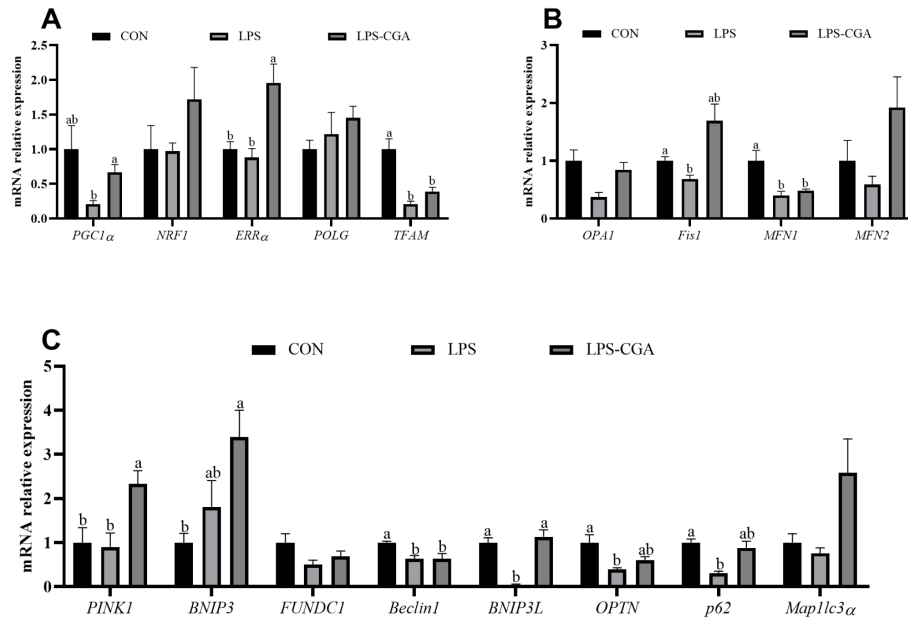 A
CON LPS LPS-CGA
mRNA relative expression
2.5
2.0
1.5
1.0
0.5
0.0
ab b a
b b a
a b b
PGC1α NRF1 ERRα POLG TFAM
B
CON LPS LPS-CGA
mRNA relative expression
3
2
1
0
a b ab
a b b
OPA1 Fis1 MFN1 MFN2
C
CON LPS LPS-CGA
mRNA relative expression
5
4
3
2
1
0
b b a
b ab a
a b b
a b a
a b ab
a b ab
PINK1 BNIP3 FUNDC1 Beclin1 BNIP3L OPTN p62 Map1lc3α